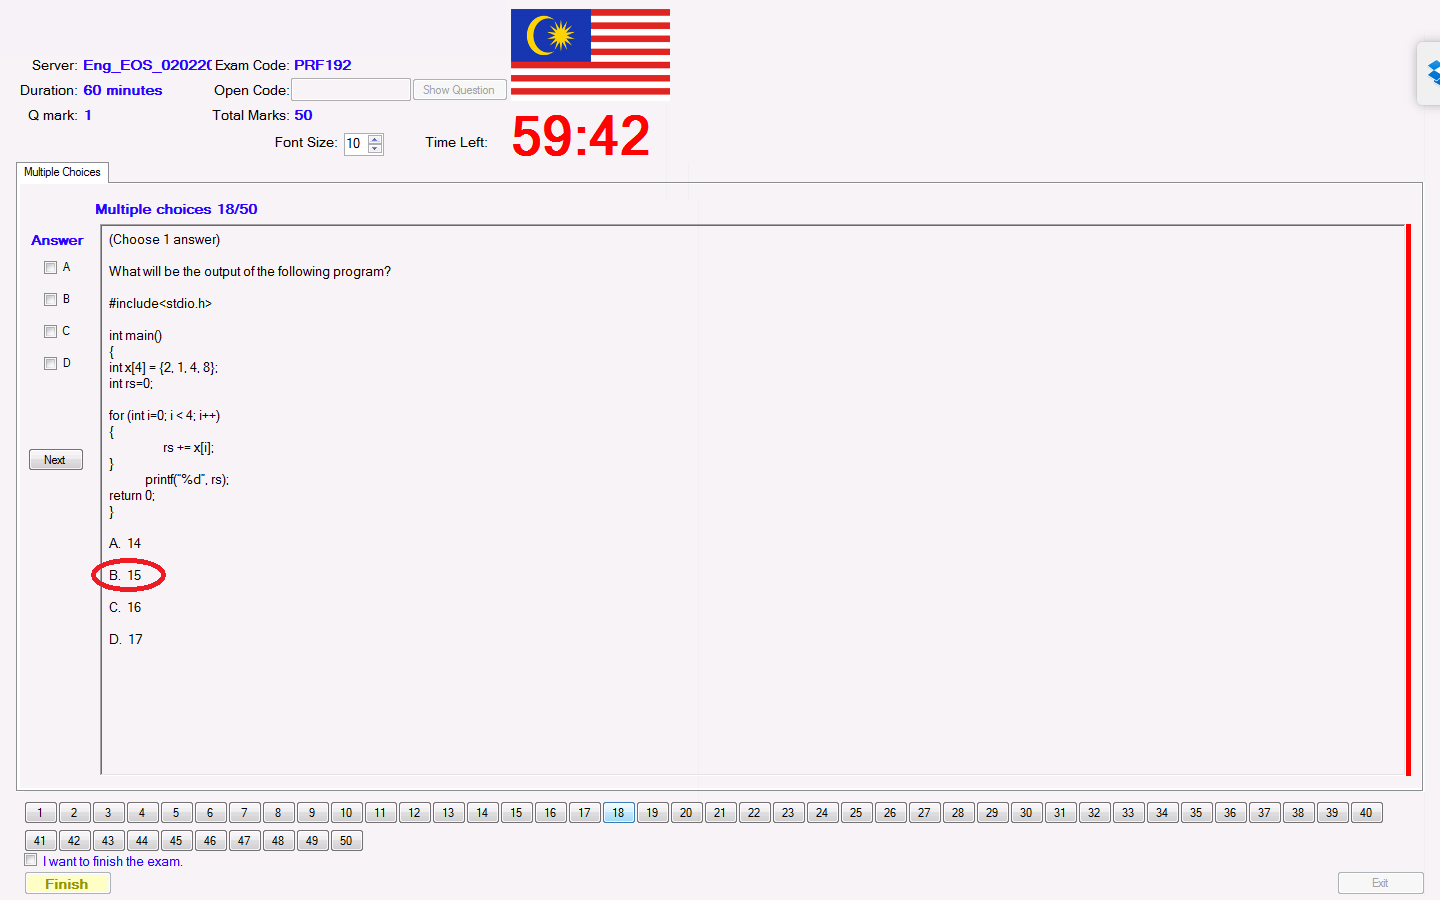 Server: Eng_EOS_020220 Exam Code: PRF192
Duration: 60 minutes Open Code: Show Question
Q mark: 1 Total Marks: 50
Font Size: 10 Time Left: 59:42
Multiple Choices
Multiple choices 18/50
Answer
A
B
C
D
Next
(Choose 1 answer)
What will be the output of the following program?
#include<stdio.h>
int main()
{
int x[4] = {2, 1, 4, 8};
int rs=0;
for (int i=0; i < 4; i++)
{
rs += x[i];
}
printf("%d", rs);
return 0;
}
A. 14
B. 15
C. 16
D. 17
1 2 3 4 5 6 7 8 9 10 11 12 13 14 15 16 17 18 19 20 21 22 23 24 25 26 27 28 29 30 31 32 33 34 35 36 37 38 39 40
41 42 43 44 45 46 47 48 49 50
I want to finish the exam.
Finish Exit